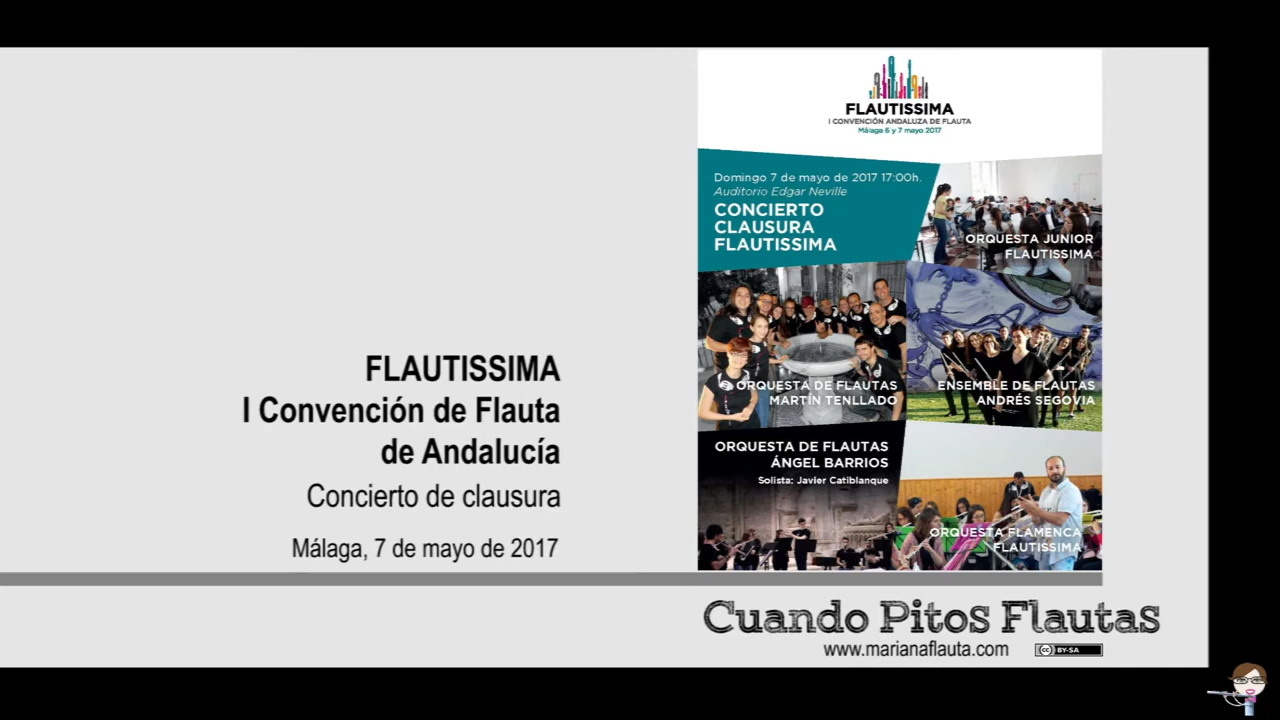 FLAUTISSIMA
I Convención de Flauta
de Andalucía
Concierto de clausura
Málaga, 7 de mayo de 2017
FLAUTISSIMA
I CONVENCIÓN ANDALUZA DE FLAUTA
Málaga 6 y 7 mayo 2017
Domingo 7 de mayo de 2017 17:00h.
Auditorio Edgar Neville
CONCIERTO
CLAUSURA
FLAUTISSIMA
ORQUESTA JUNIOR
FLAUTISSIMA
ORQUESTA DE FLAUTAS
MARTÍN TENLLADO
ENSEMBLE DE FLAUTAS
ANDRÉS SEGOVIA
ORQUESTA DE FLAUTAS
ÁNGEL BARRIOS
Solista: Javier Catiblanque
ORQUESTA FLAMENCA
FLAUTISSIMA
Cuando Pitos Flautas
www.marianaflauta.com
cc BY-SA